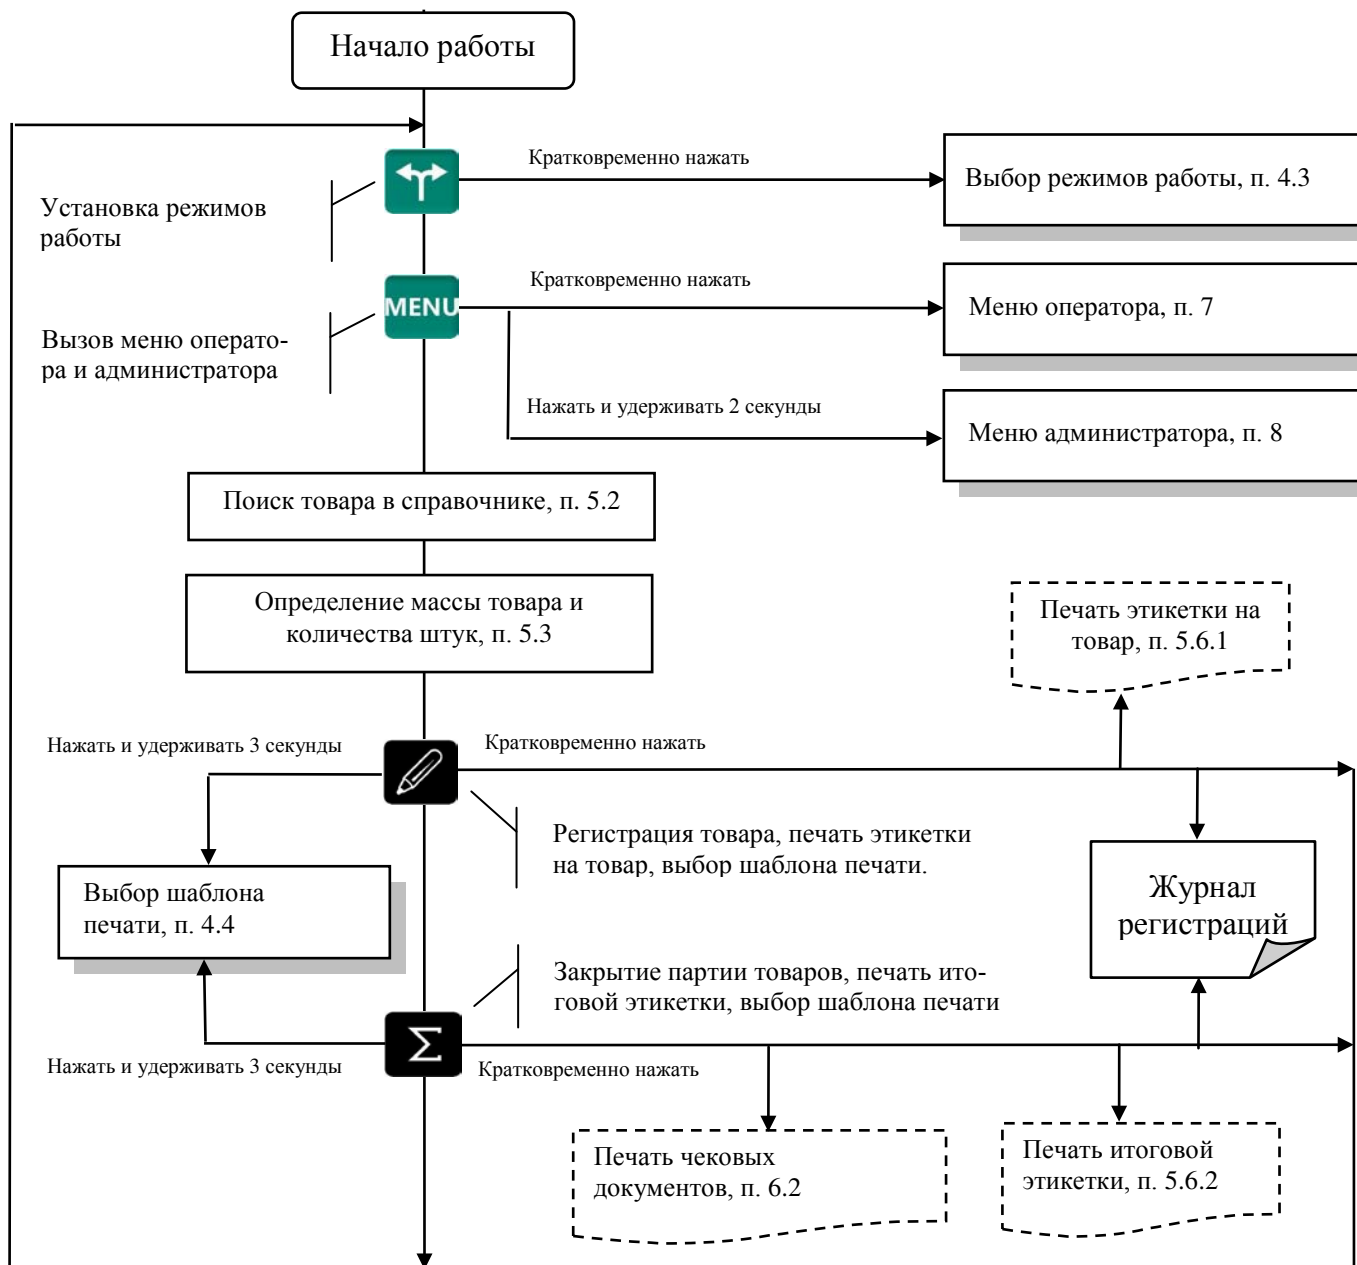 Начало работы
Кратковременно нажать
Выбор режимов работы, п. 4.3
Установка режимов
работы
Кратковременно нажать
MENU
Меню оператора, п. 7
Вызов меню операто-
ра и администратора
Нажать и удерживать 2 секунды
Меню администратора, п. 8
Поиск товара в справочнике, п. 5.2
Определение массы товара и
количества штук, п. 5.3
Печать этикетки на
товар, п. 5.6.1
Нажать и удерживать 3 секунды
Кратковременно нажать
Регистрация товара, печать этикетки
на товар, выбор шаблона печати.
Журнал
регистраций
Выбор шаблона
печати, п. 4.4
Закрытие партии товаров, печать ито-
говой этикетки, выбор шаблона печати
Σ
Нажать и удерживать 3 секунды
Кратковременно нажать
Печать чековых
документов, п. 6.2
Печать итоговой
этикетки, п. 5.6.2